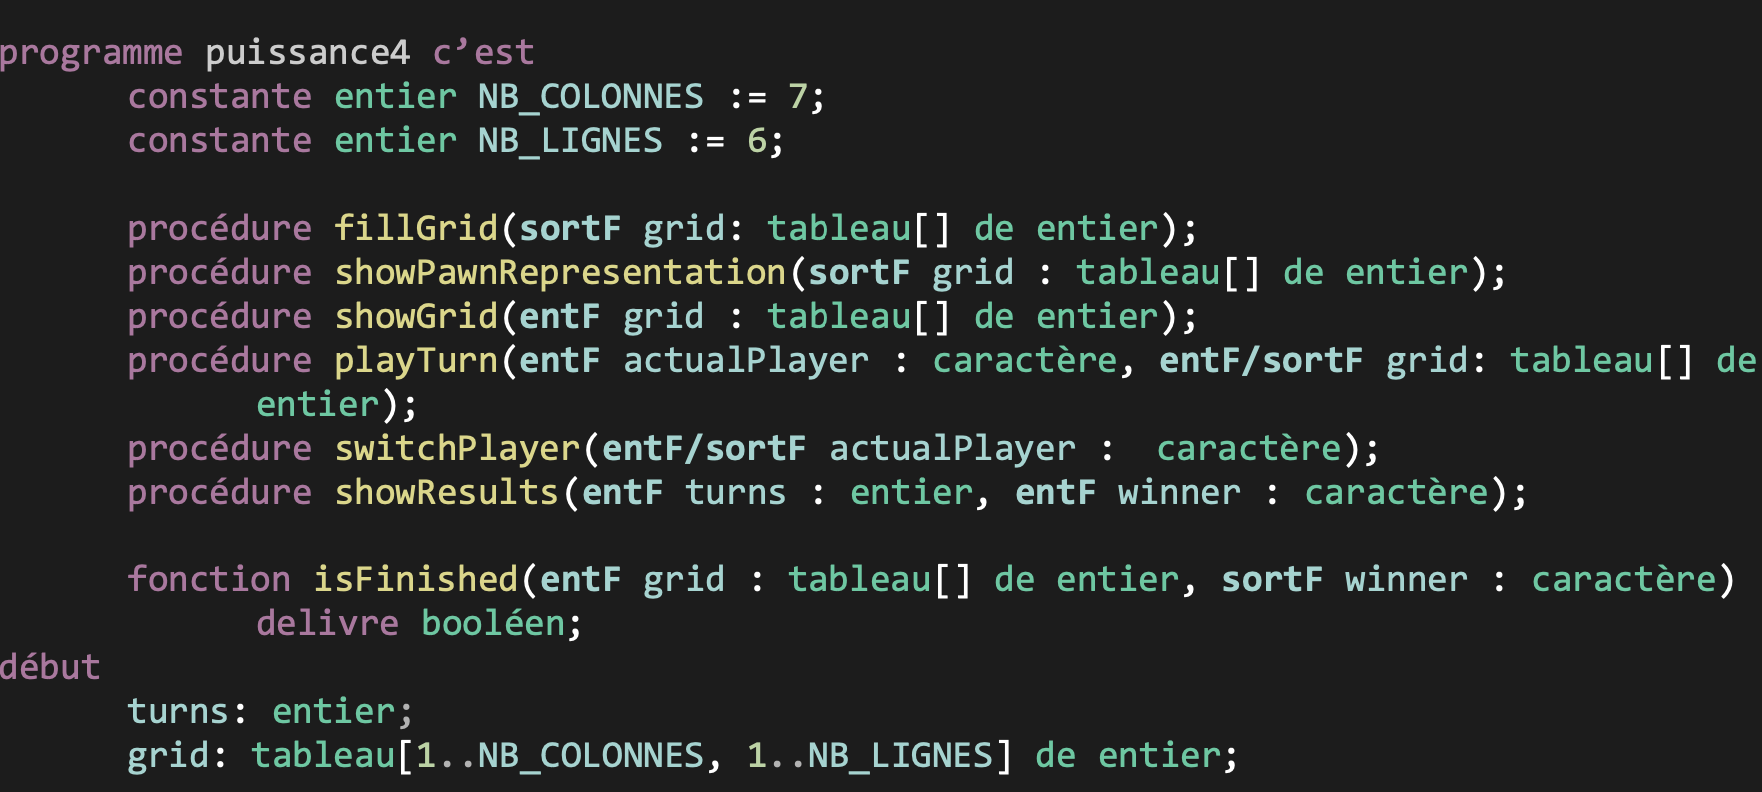 programme puissance4 c’est
constante entier NB_COLONNES := 7;
constante entier NB_LIGNES := 6;
procédure fillGrid(sortF grid: tableau[] de entier);
procédure showPawnRepresentation(sortF grid : tableau[] de entier);
procédure showGrid(entF grid : tableau[] de entier);
procédure playTurn(entF actualPlayer : caractère, entF/sortF grid: tableau[] de
entier);
procédure switchPlayer(entF/sortF actualPlayer :  caractère);
procédure showResults(entF turns : entier, entF winner : caractère);
fonction isFinished(entF grid : tableau[] de entier, sortF winner : caractère)
delivre booléen;
début
turns: entier;
grid: tableau[1..NB_COLONNES, 1..NB_LIGNES] de entier;